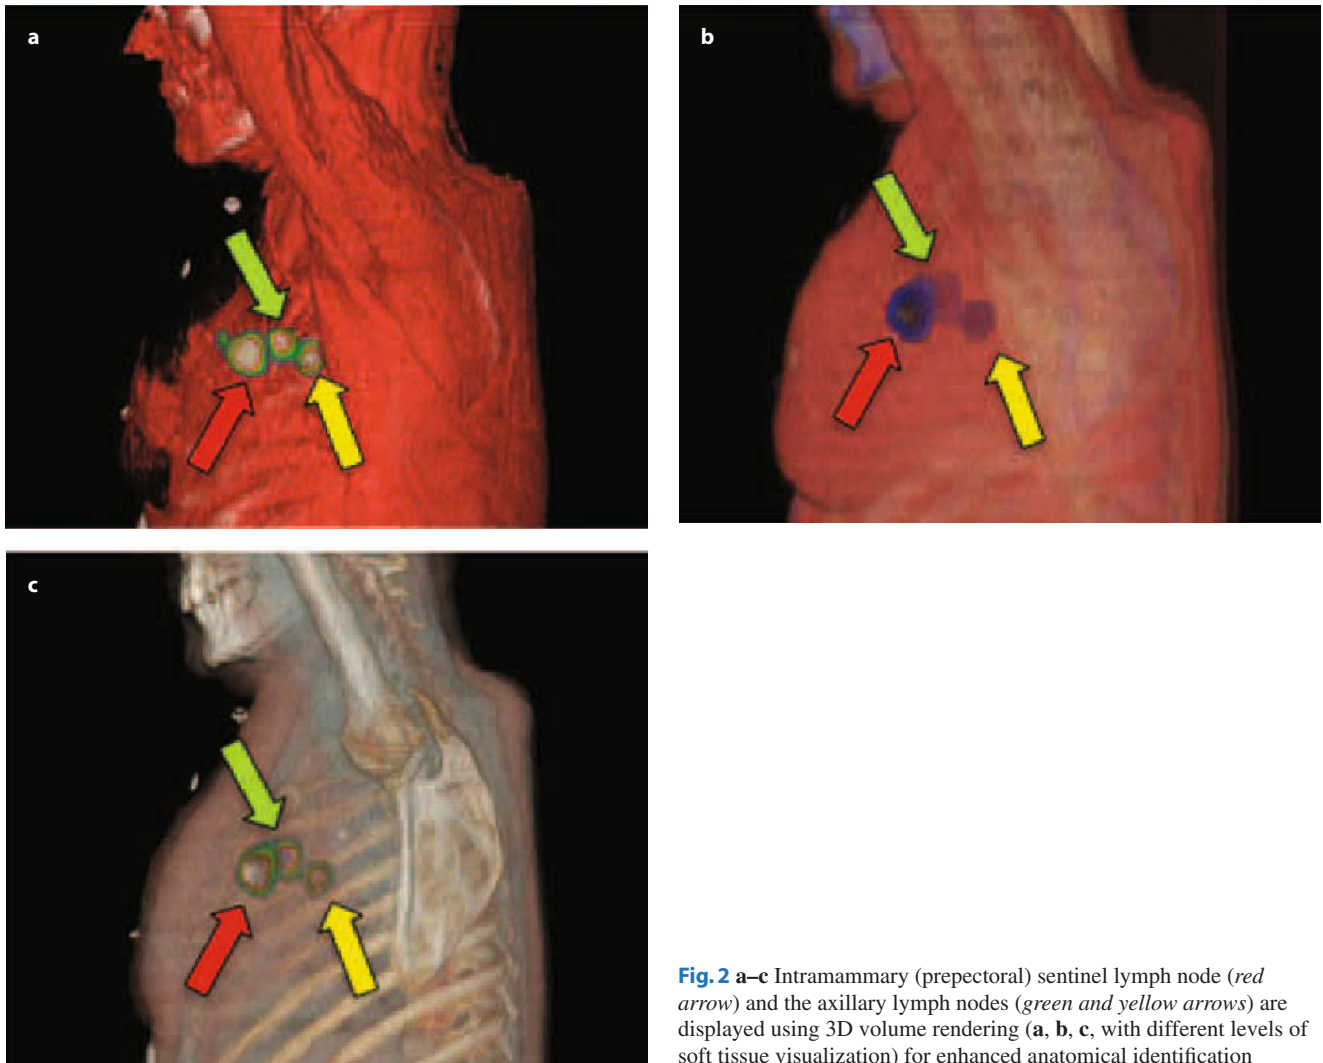 a
b
c
Fig. 2 a–c Intramammary (prepectoral) sentinel lymph node (red
arrow) and the axillary lymph nodes (green and yellow arrows) are
displayed using 3D volume rendering (a, b, c, with different levels of
soft tissue visualization) for enhanced anatomical identification